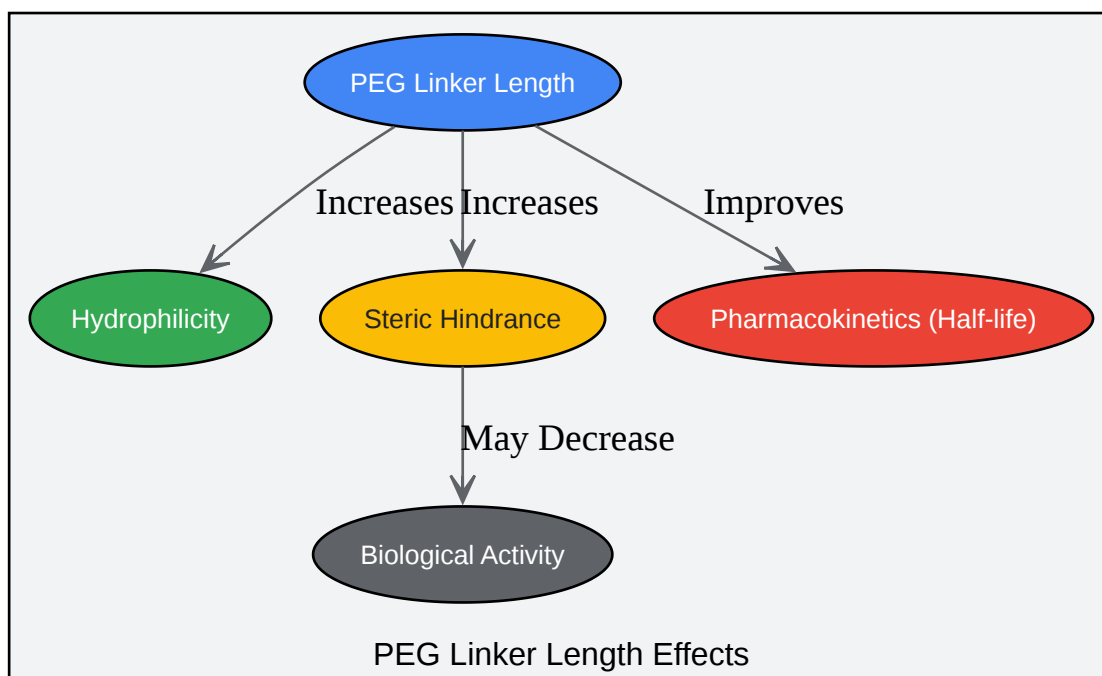 PEG Linker Length
Increases Increases Improves
Hydrophilicity Steric Hindrance Pharmacokinetics (Half-life)
May Decrease
Biological Activity
PEG Linker Length Effects